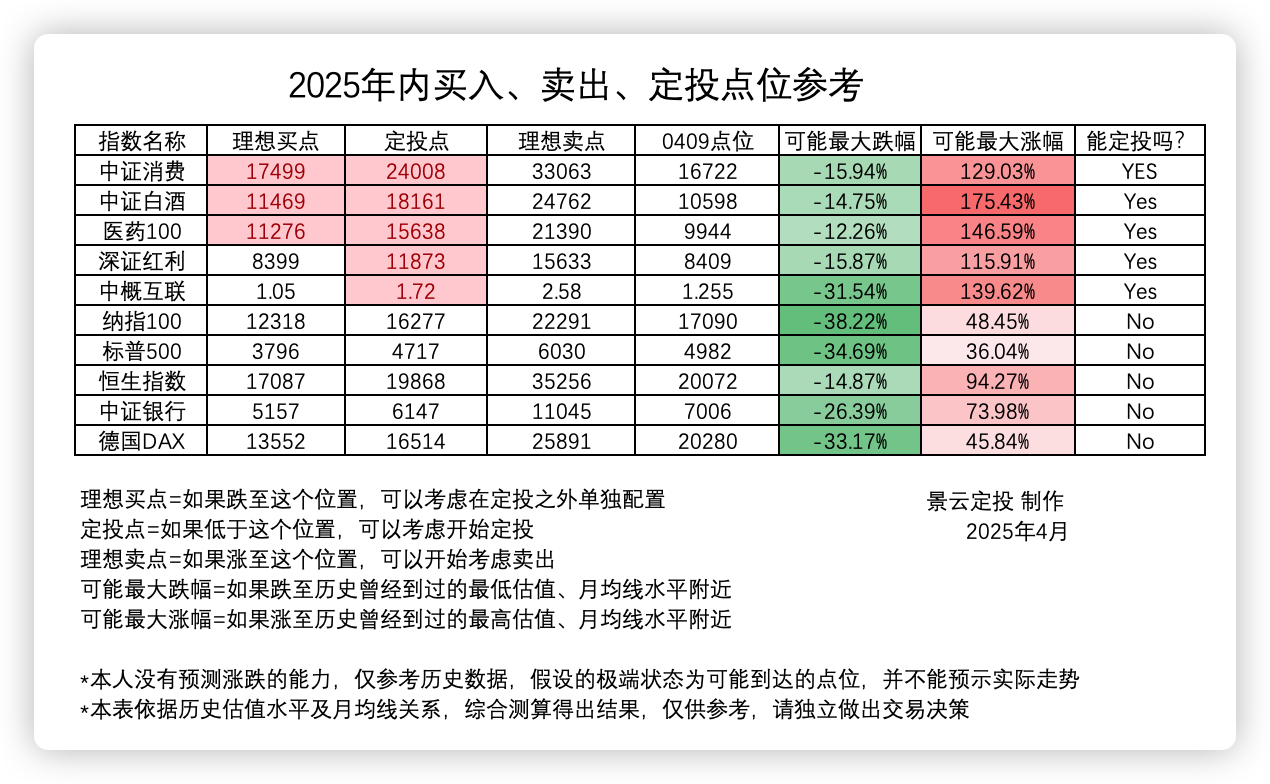 2025年内买入、卖出、定投点位参考
指数名称 理想买点 定投点 理想卖点 0409点位 可能最大跌幅 可能最大涨幅 能定投吗?
中证消费 17499 24008 33063 16722 -15.94% 129.03% YES
中证白酒 11469 18161 24762 10598 -14.75% 175.43% Yes
医药100 11276 15638 21390 9944 -12.26% 146.59% Yes
深证红利 8399 11873 15633 8409 -15.87% 115.91% Yes
中概互联 1.05 1.72 2.58 1.255 -31.54% 139.62% Yes
纳指100 12318 16277 22291 17090 -38.22% 48.45% No
标普500 3796 4717 6030 4982 -34.69% 36.04% No
恒生指数 17087 19868 35256 20072 -14.87% 94.27% No
中证银行 5157 6147 11045 7006 -26.39% 73.98% No
德国DAX 13552 16514 25891 20280 -33.17% 45.84% No
理想买点=如果跌至这个位置，可以考虑在定投之外单独配置
定投点=如果低于这个位置，可以考虑开始定投
理想卖点=如果涨至这个位置，可以开始考虑卖出
可能最大跌幅=如果跌至历史曾经到过的最低估值、月均线水平附近
可能最大涨幅=如果涨至历史曾经到过的最高估值、月均线水平附近
景云定投 制作
2025年4月
*本人没有预测涨跌的能力，仅参考历史数据，假设的极端状态为可能到达的点位，并不能预示实际走势
*本表依据历史估值水平及月均线关系，综合测算得出结果，仅供参考，请独立做出交易决策